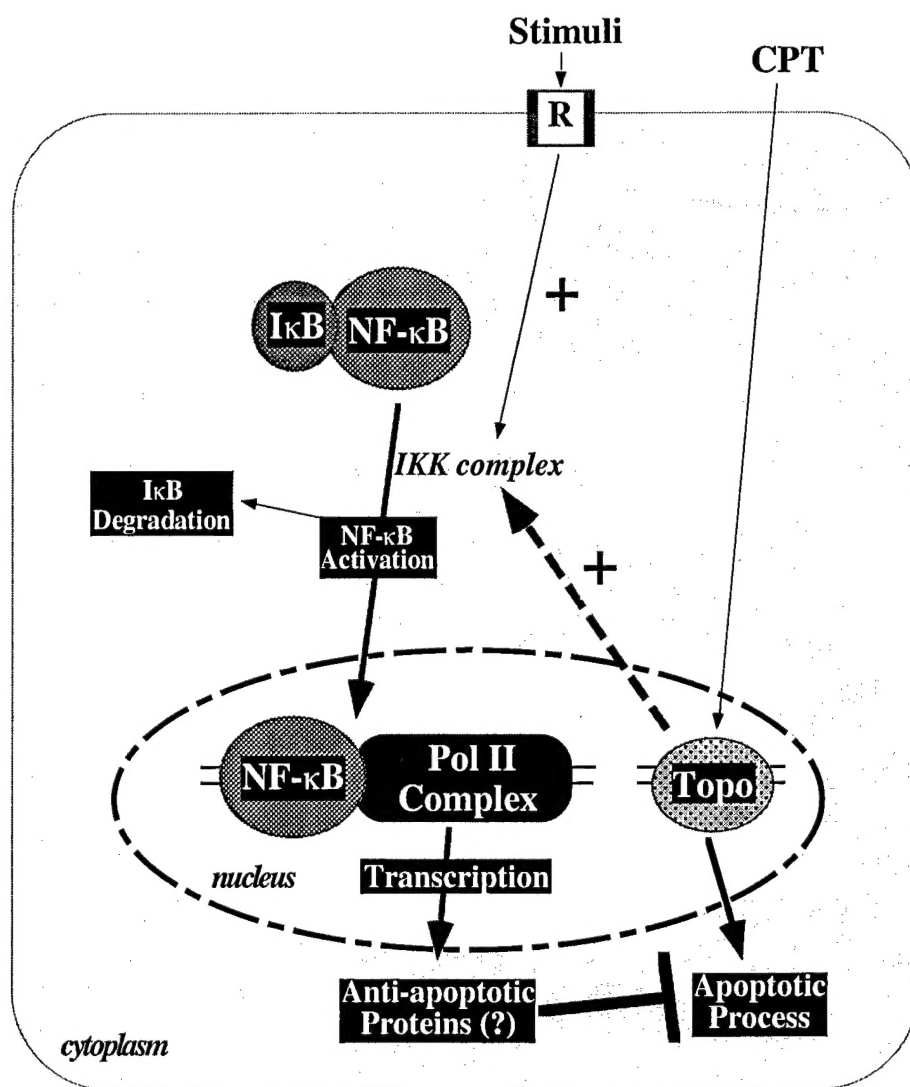 Stimuli
CPT
R
+
IκB
NF-κB
IKK complex
IκB
Degradation
NF-κB
Activation
+
NF-κB
Pol II
Complex
Topo
nucleus
Transcription
Anti-apoptotic
Proteins (?)
Apoptotic
Process
cytoplasm